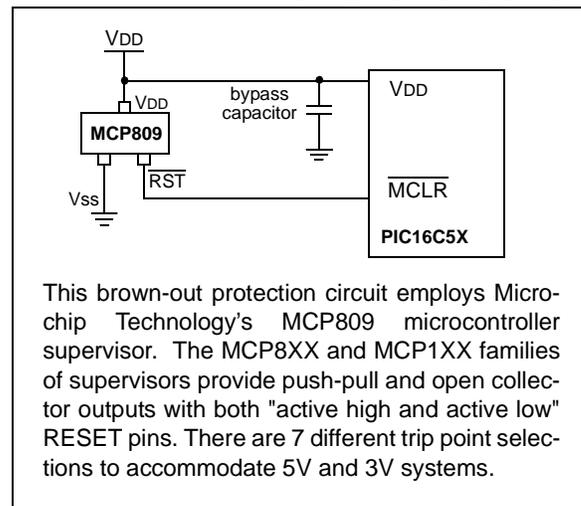 VDD
VDD
bypass
capacitor
VDD
MCP809
RST
Vss
MCLR
PIC16C5X
This brown-out protection circuit employs Micro-
chip Technology's MCP809 microcontroller
supervisor. The MCP8XX and MCP1XX families
of supervisors provide push-pull and open collec-
tor outputs with both "active high and active low"
RESET pins. There are 7 different trip point selec-
tions to accommodate 5V and 3V systems.